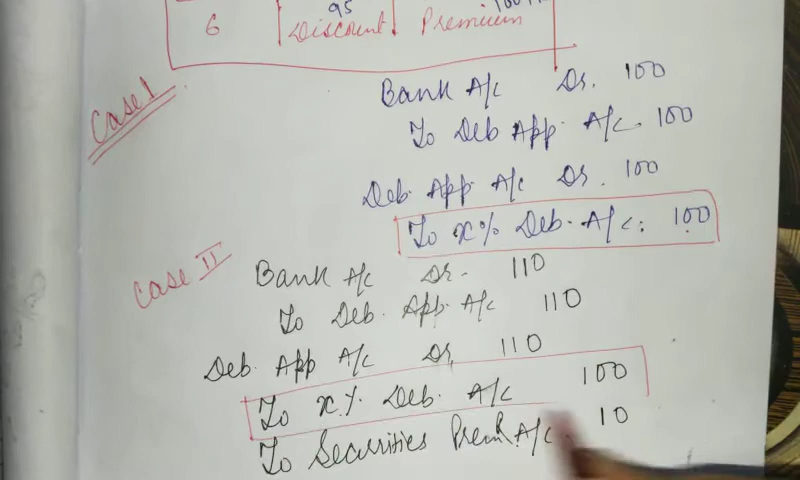 95
6 Discount Premium
Case I
Bank A/c Dr. 100
To Deb App. A/c. 100
Deb. App A/c Dr. 100
To X% Deb. A/c. 100
Case II
Bank A/c Dr. 110
To Deb. App. A/c 110
Deb. App A/c Dr. 110
To X% Deb. A/c 100
To Securities Prem R. A/c. 10